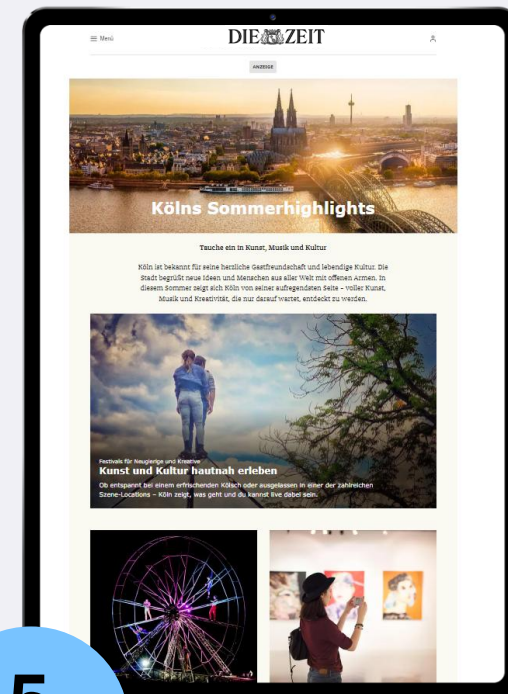 Menü
DIE ZEIT
ANZEIGE
Kölns Sommerhighlights
Tauche ein in Kunst, Musik und Kultur
Köln ist bekannt für seine herzliche Gastfreundschaft und lebendige Kultur. Die
Stadt begrüßt neue Ideen und Menschen aus aller Welt mit offenen Armen. In
diesem Sommer zeigt sich Köln von seiner aufregendsten Seite – voller Kunst,
Musik und Kreativität, die nur darauf wartet, entdeckt zu werden.
Festivals für Neugierige und Kreative
Kunst und Kultur hautnah erleben
Ob entspannt bei einem erfrischenden Kölsch oder ausgelassen in einer der zahlreichen
Szene-Locations – Köln zeigt, was geht und du kannst live dabei sein.
5